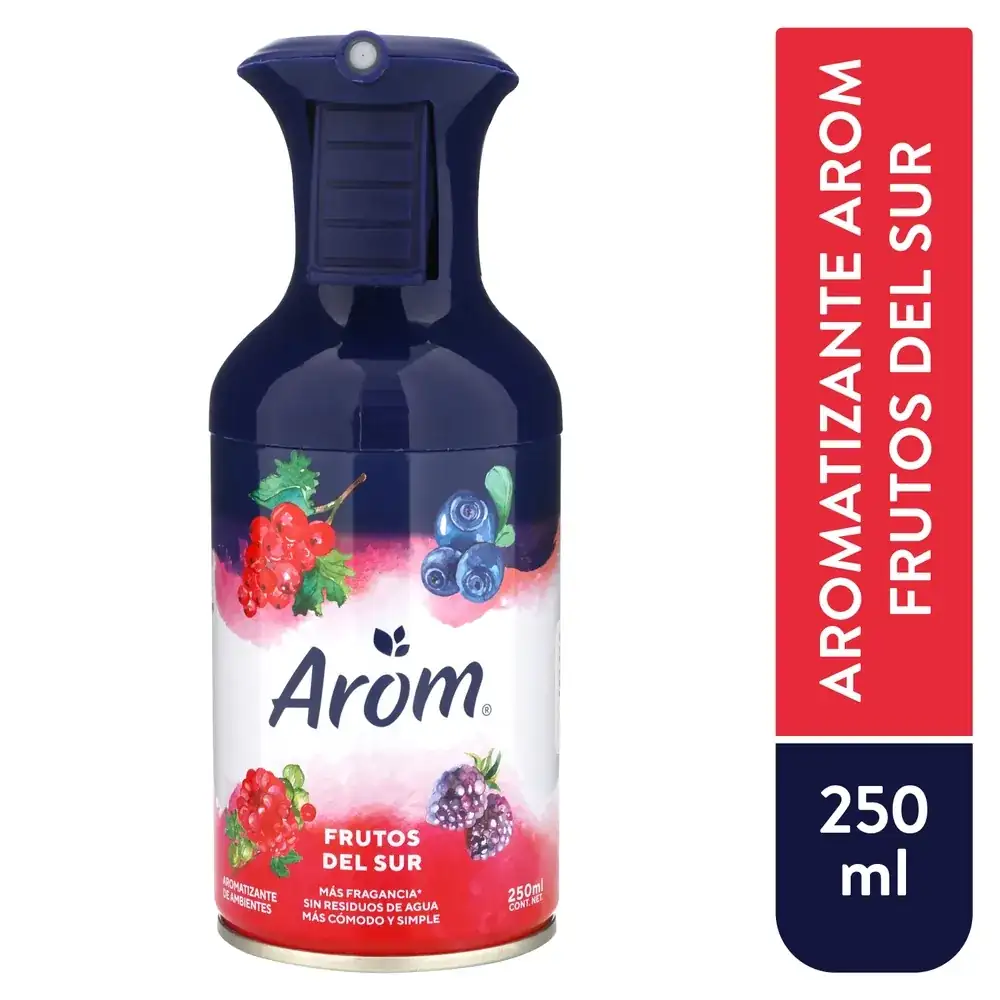 Arom®
FRUTOS
DEL SUR
MÁS FRAGANCIA*
SIN RESIDUOS DE AGUA
MÁS CÓMODO Y SIMPLE
AROMATIZANTE
DE AMBIENTES
250ml
CONT. NET.
AROMATIZANTE AROM
FRUTOS DEL SUR
250
ml